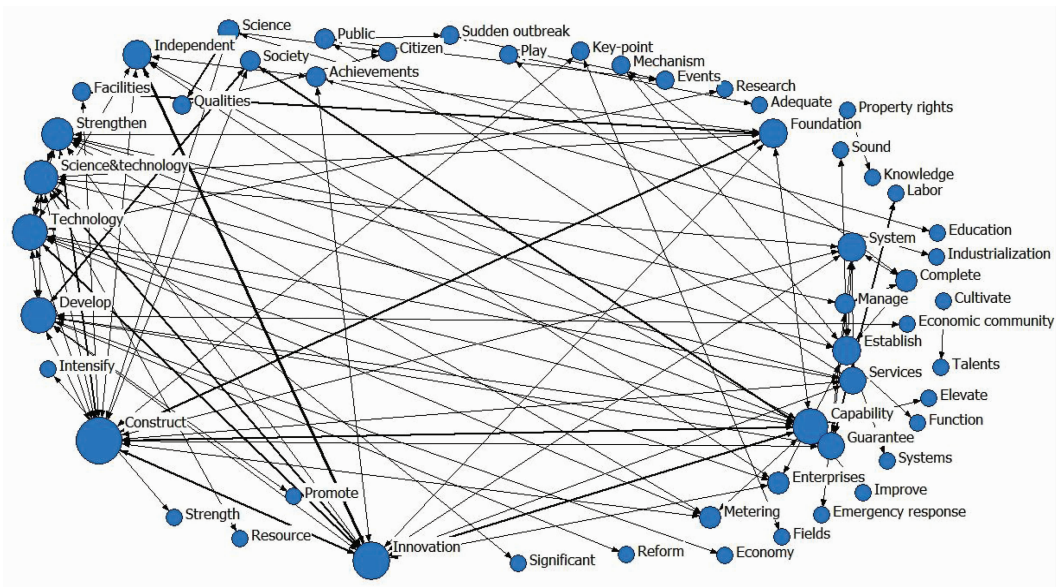 Science
Public
Sudden outbreak
Independent
Society
Citizen
Play
Key-point
Mechanism
Facilities
Achievements
Events
Research
Qualities
Adequate
Strengthen
Foundation
Property rights
Sound
Science&technology
Knowledge
Labor
Technology
System
Education
Industrialization
Complete
Develop
Manage
Cultivate
Economic community
Establish
Intensify
Services
Talents
Elevate
Construct
Capability
Function
Guarantee
Systems
Enterprises
Promote
Improve
Strength
Metering
Emergency response
Resource
Innovation
Fields
Significant
Reform
Economy